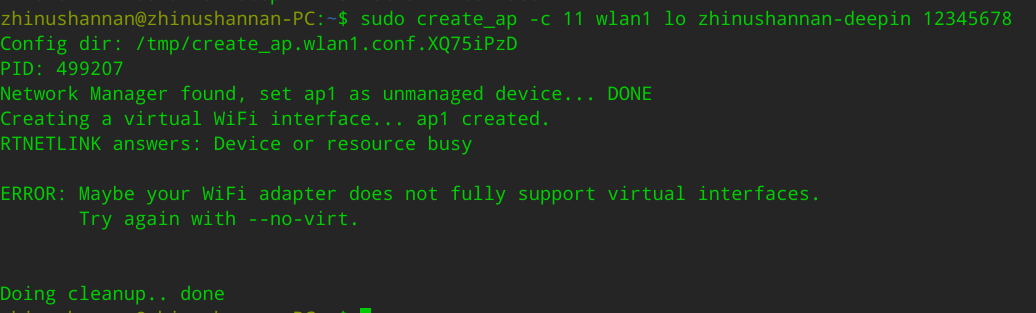 zhinushannan@zhinushannan-PC:~$ sudo create_ap -c 11 wlan1 lo zhinushannan-deepin 12345678
Config dir: /tmp/create_ap.wlan1.conf.XQ75iPzD
PID: 499207
Network Manager found, set ap1 as unmanaged device... DONE
Creating a virtual WiFi interface... ap1 created.
RTNETLINK answers: Device or resource busy
ERROR: Maybe your WiFi adapter does not fully support virtual interfaces.
Try again with --no-virt.
Doing cleanup.. done